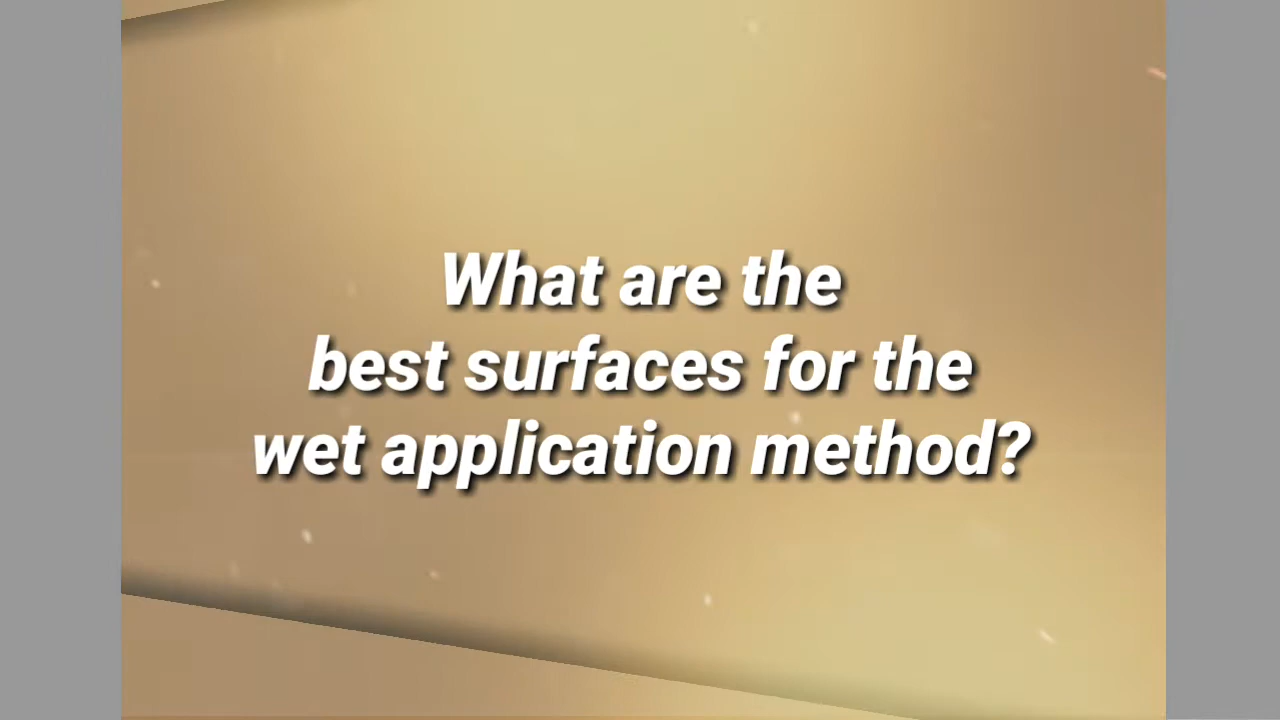 What are the
best surfaces for the
wet application method?